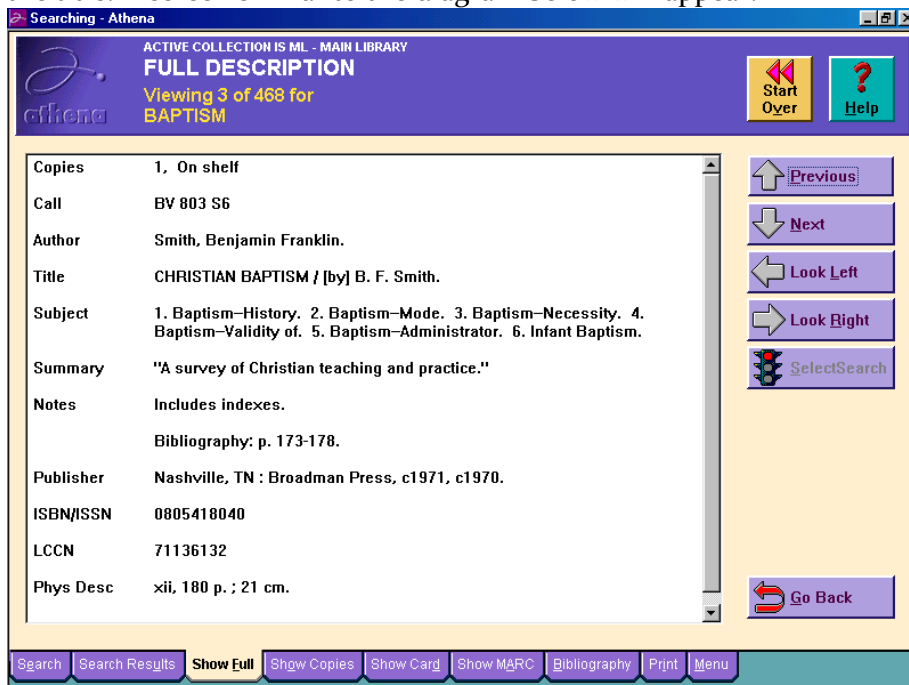 Searching - Athena
ACTIVE COLLECTION IS ML - MAIN LIBRARY
FULL DESCRIPTION
Viewing 3 of 468 for
BAPTISM
athena
Start
Over
Help
Copies 1, On shelf
Call BV 803 S6
Author Smith, Benjamin Franklin.
Title CHRISTIAN BAPTISM / [by] B. F. Smith.
Subject 1. Baptism--History. 2. Baptism--Mode. 3. Baptism--Necessity. 4.
Baptism--Validity of. 5. Baptism--Administrator. 6. Infant Baptism.
Summary "A survey of Christian teaching and practice."
Notes Includes indexes.
Bibliography: p. 173-178.
Publisher Nashville, TN : Broadman Press, c1971, c1970.
ISBN/ISSN 0805418040
LCCN 71136132
Phys Desc xii, 180 p. ; 21 cm.
Previous
Next
Look Left
Look Right
SelectSearch
Go Back
Search Search Results Show Full Show Copies Show Card Show MARC Bibliography Print Menu